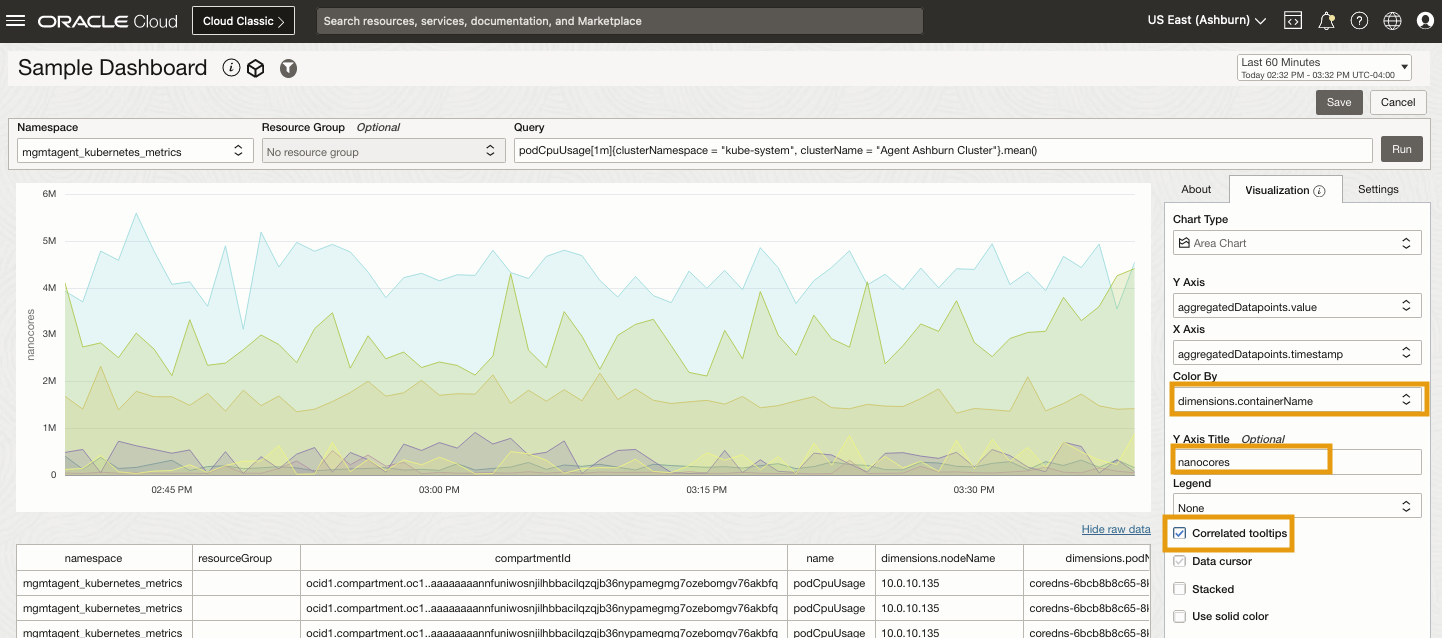 ORACLE Cloud
Cloud Classic
Search resources, services, documentation, and Marketplace
US East (Ashburn)
Sample Dashboard
Last 60 Minutes
Today 02:32 PM - 03:32 PM UTC-04:00
Save
Cancel
Namespace
Resource Group Optional
Query
mgmtagent_kubernetes_metrics
No resource group
podCpuUsage[1m]{clusterNamespace = "kube-system", clusterName = "Agent Ashburn Cluster"}.mean()
Run
6M
5M
4M
3M
2M
1M
0
nanocores
02:45 PM
03:00 PM
03:15 PM
03:30 PM
About
Visualization
Settings
Chart Type
Area Chart
Y Axis
aggregatedDatapoints.value
X Axis
aggregatedDatapoints.timestamp
Color By
dimensions.containerName
Y Axis Title Optional
nanocores
Legend
None
Correlated tooltips
Data cursor
Stacked
Use solid color
Hide raw data
namespace resourceGroup compartmentId name dimensions.nodeName dimensions.podN
mgmtagent_kubernetes_metrics ocid1.compartment.oc1..aaaaaaaannfuniwosnjilhbbacilqzqjb36nypamegmg7ozebomgv76akbfq podCpuUsage 10.0.10.135 coredns-6bcb8b8c65-8k
mgmtagent_kubernetes_metrics ocid1.compartment.oc1..aaaaaaaannfuniwosnjilhbbacilqzqjb36nypamegmg7ozebomgv76akbfq podCpuUsage 10.0.10.135 coredns-6bcb8b8c65-8k
mgmtagent_kubernetes_metrics ocid1.compartment.oc1..aaaaaaaannfuniwosnjilhbbacilqzqjb36nypamegmg7ozebomgv76akbfq podCpuUsage 10.0.10.135 coredns-6bcb8b8c65-8k